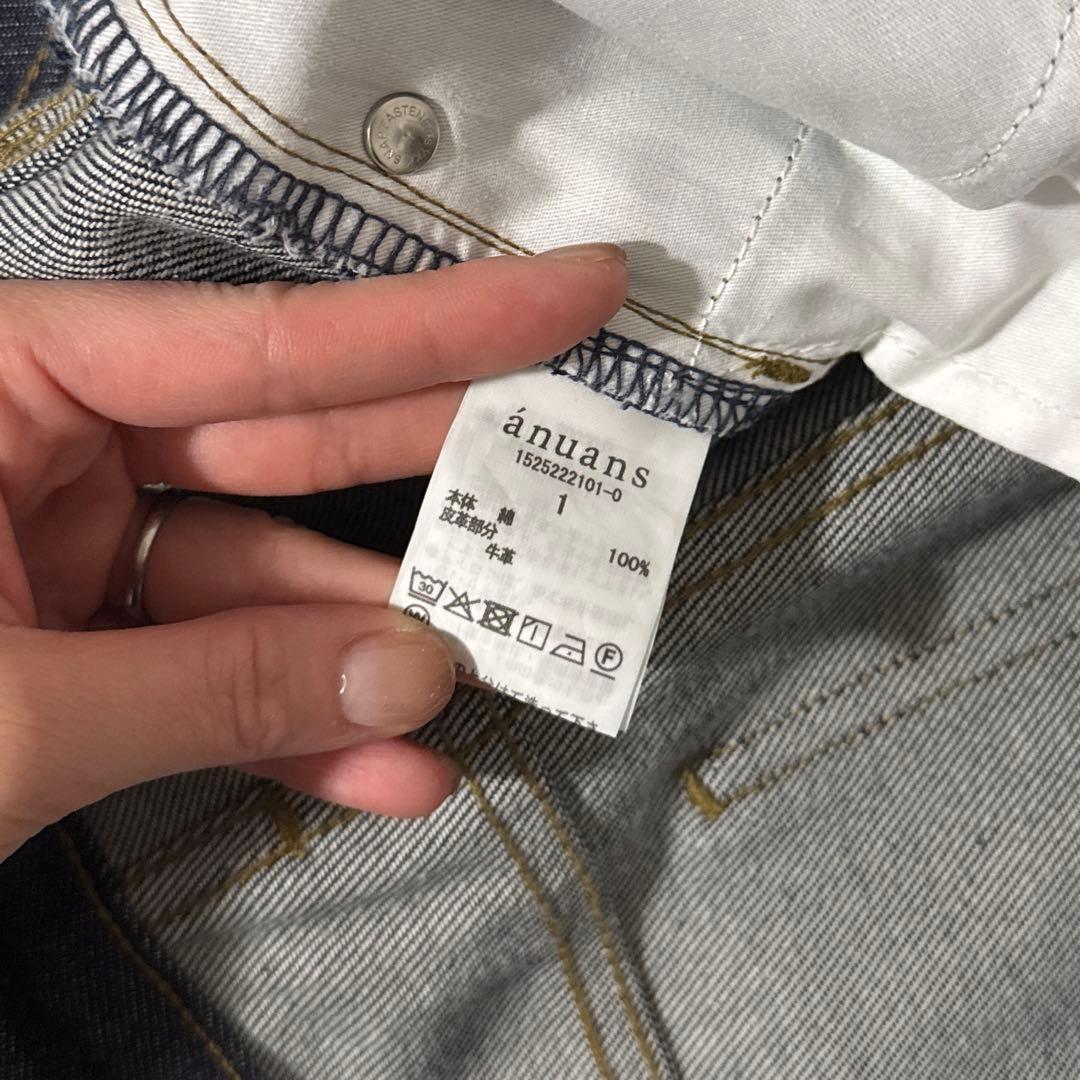 SNAP FASTENERS
ánuans
1525222101-0
1
本体 綿 100%
皮革部分
牛革
30
W
F